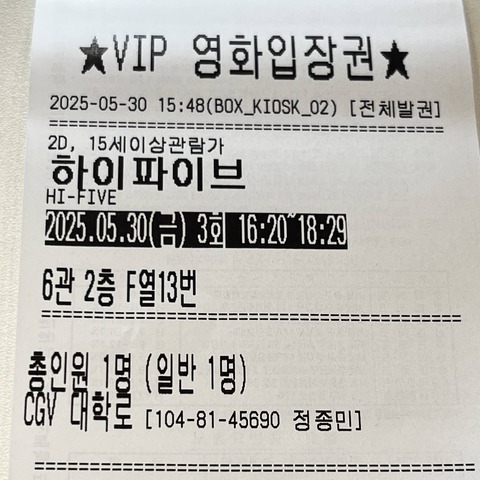 ★VIP 영화입장권★
2025-05-30 15:48(BOX_KIOSK_02) [전체발권]
2D, 15세이상관람가
하이파이브
HI-FIVE
2025.05.30(금) 3회 16:20~18:29
6관 2층 F열13번
총인원 1명 (일반 1명)
CGV 대학로 [104-81-45690 정종민]